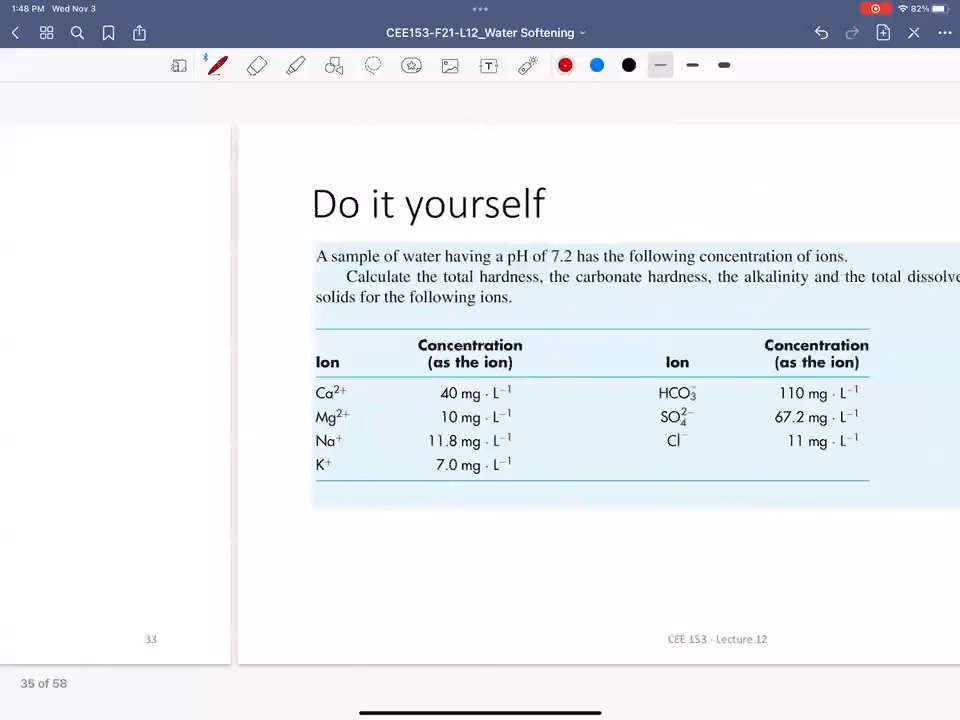 1:48 PM Wed Nov 3
82%
CEE153-F21-L12_Water Softening
Do it yourself
A sample of water having a pH of 7.2 has the following concentration of ions.
Calculate the total hardness, the carbonate hardness, the alkalinity and the total dissolve
solids for the following ions.
Ion Concentration (as the ion) Ion Concentration (as the ion)
Ca²⁺ 40 mg · L⁻¹ HCO₃⁻ 110 mg · L⁻¹
Mg²⁺ 10 mg · L⁻¹ SO₄²⁻ 67.2 mg · L⁻¹
Na⁺ 11.8 mg · L⁻¹ Cl⁻ 11 mg · L⁻¹
K⁺ 7.0 mg · L⁻¹
33
CEE 153 - Lecture 12
35 of 58